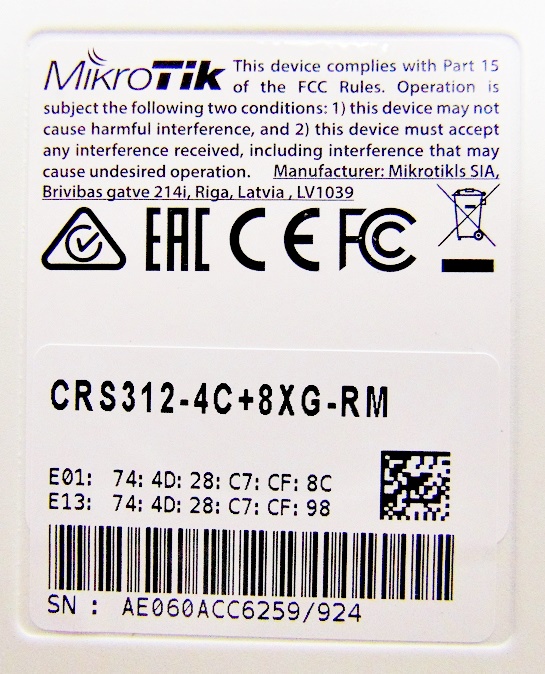 MikroTik This device complies with Part 15
of the FCC Rules. Operation is
subject the following two conditions: 1) this device may not
cause harmful interference, and 2) this device must accept
any interference received, including interference that may
cause undesired operation. Manufacturer: Mikrotikls SIA,
Brivibas gatve 214i, Riga, Latvia , LV1039
EAC CE FC
CRS312-4C+8XG-RM
E01: 74: 4D: 28: C7: CF: 8C
E13: 74: 4D: 28: C7: CF: 98
SN : AE060ACC6259/924